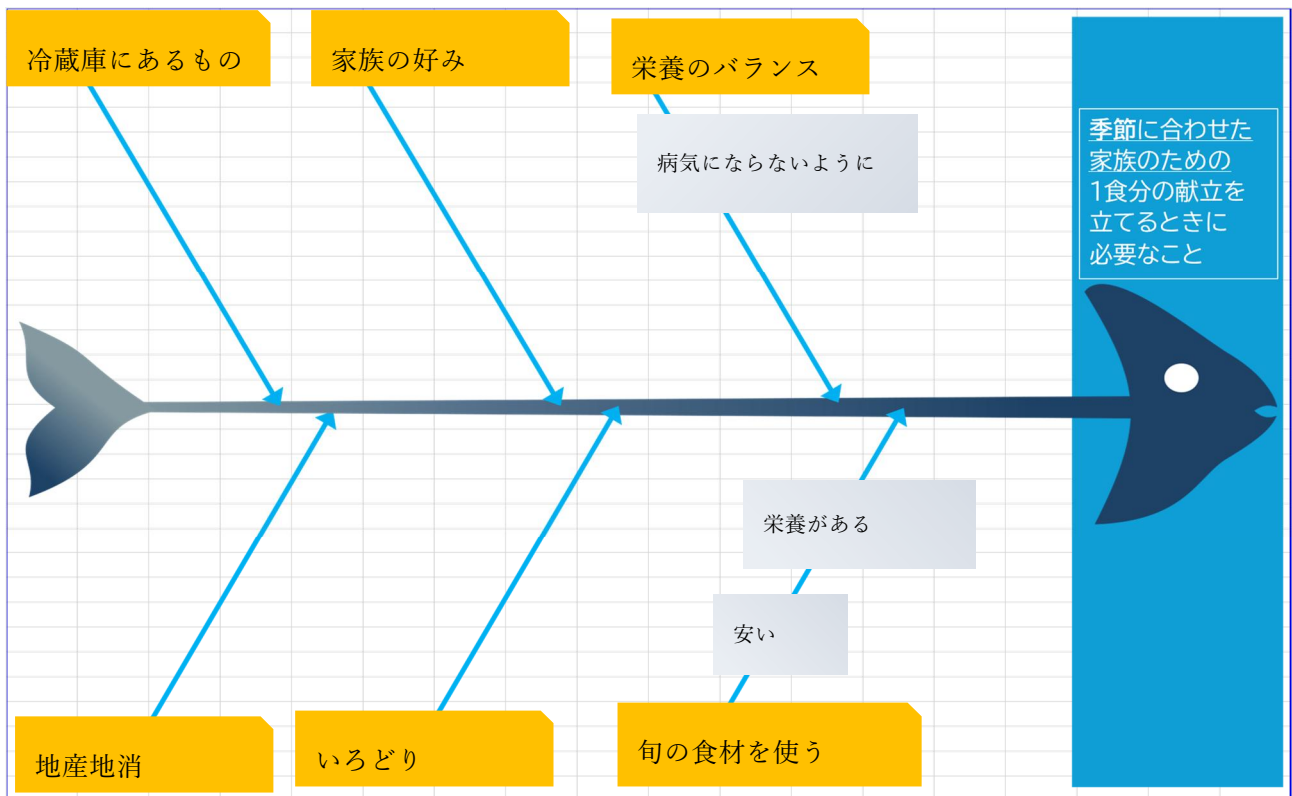 冷蔵庫にあるもの
家族の好み
栄養のバランス
病気にならないように
季節に合わせた
家族のための
1食分の献立を
立てるときに
必要なこと
栄養がある
安い
地産地消
いろどり
旬の食材を使う